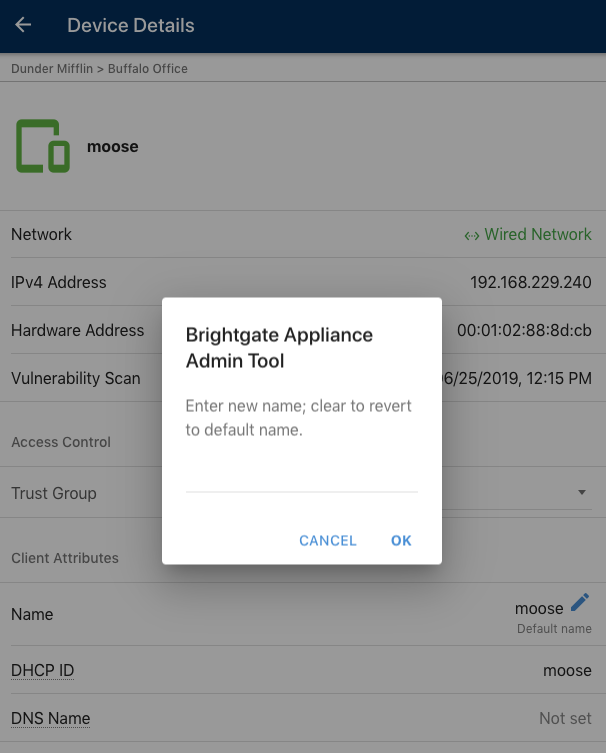 Device Details
Dunder Mifflin > Buffalo Office
moose
Network
Wired Network
IPv4 Address
192.168.229.240
Hardware Address
00:01:02:88:8d:cb
Vulnerability Scan
6/25/2019, 12:15 PM
Brightgate Appliance
Admin Tool
Enter new name; clear to revert
to default name.
CANCEL
OK
Access Control
Trust Group
Client Attributes
Name
moose
Default name
DHCP ID
moose
DNS Name
Not set